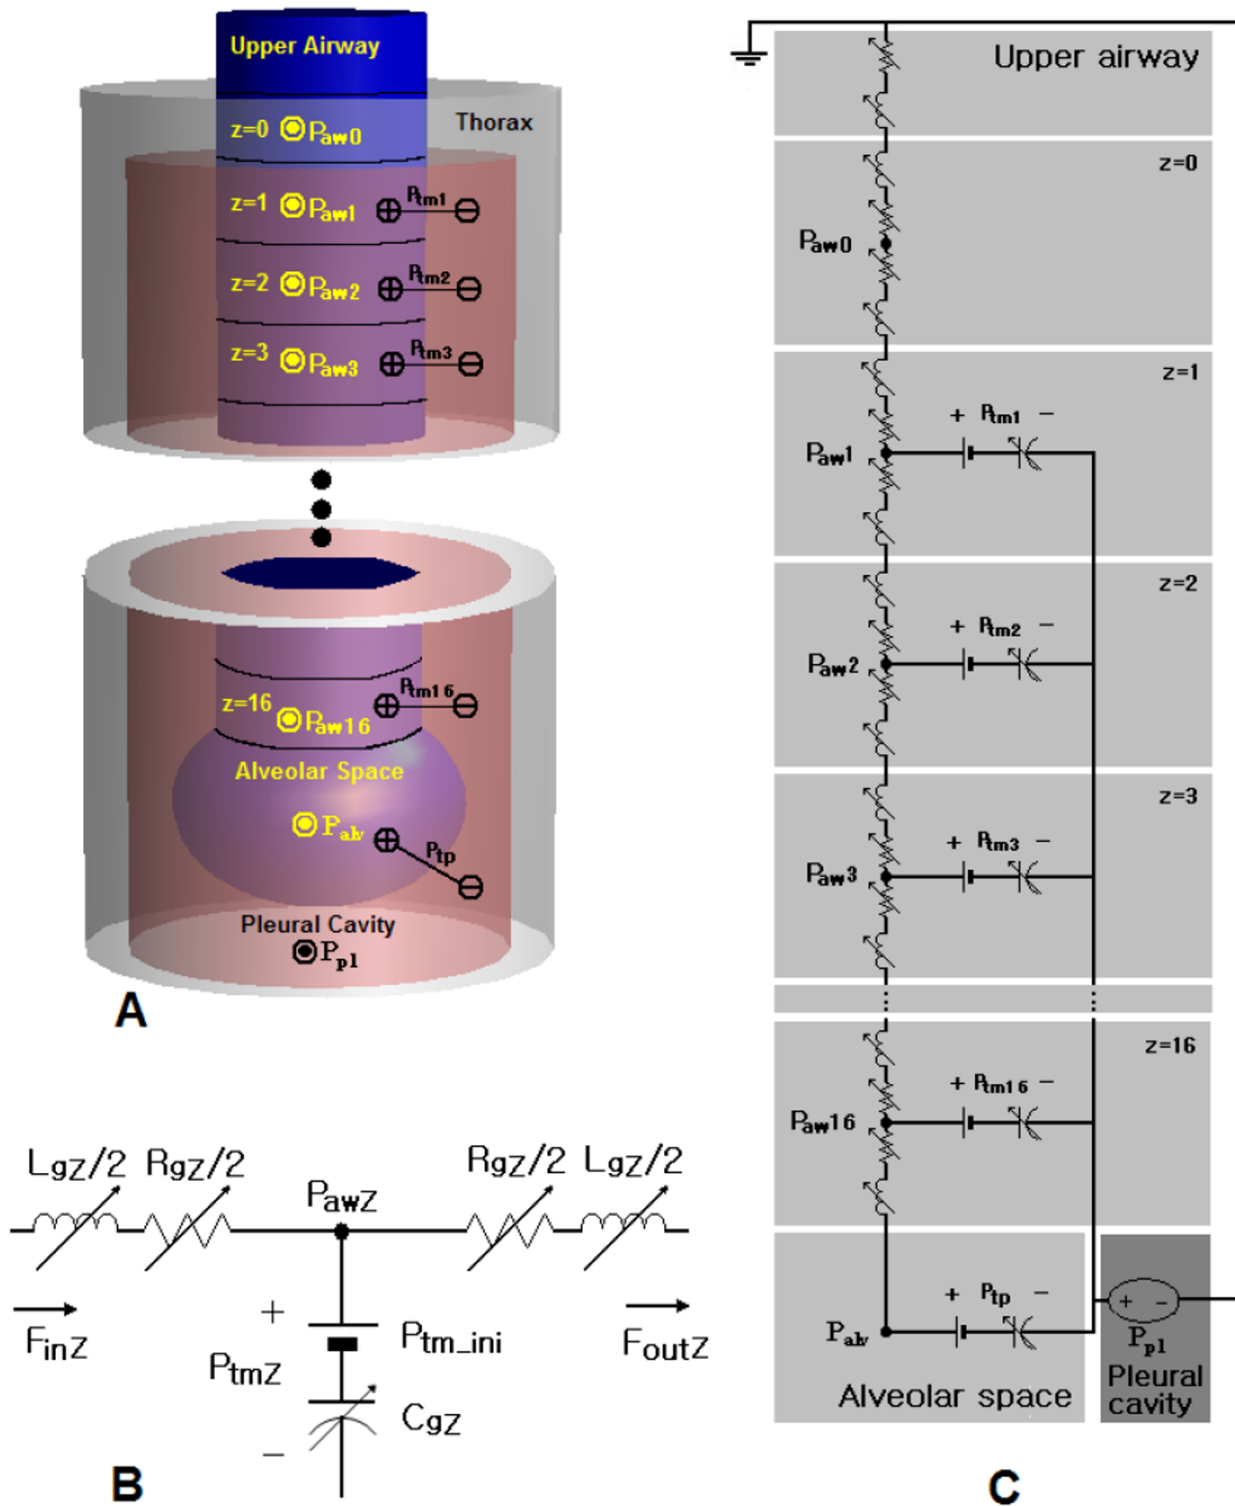 Upper Airway
Thorax
z=0 Paw0
z=1 Paw1 Ptm1
z=2 Paw2 Ptm2
z=3 Paw3 Ptm3
z=16 Paw16 Ptm16
Alveolar Space
Palv
Ptp
Pleural Cavity
Ppl
A
LgZ/2 RgZ/2 PawZ RgZ/2 LgZ/2
FinZ
+
PtmZ
−
Ptm_ini
CgZ
FoutZ
B
Upper airway
z=0
Paw0
z=1
+ Ptm1 −
Paw1
z=2
+ Ptm2 −
Paw2
z=3
+ Ptm3 −
Paw3
z=16
+ Ptm16 −
Paw16
+ Ptp −
Palv
Alveolar space
+ −
Ppl
Pleural
cavity
C